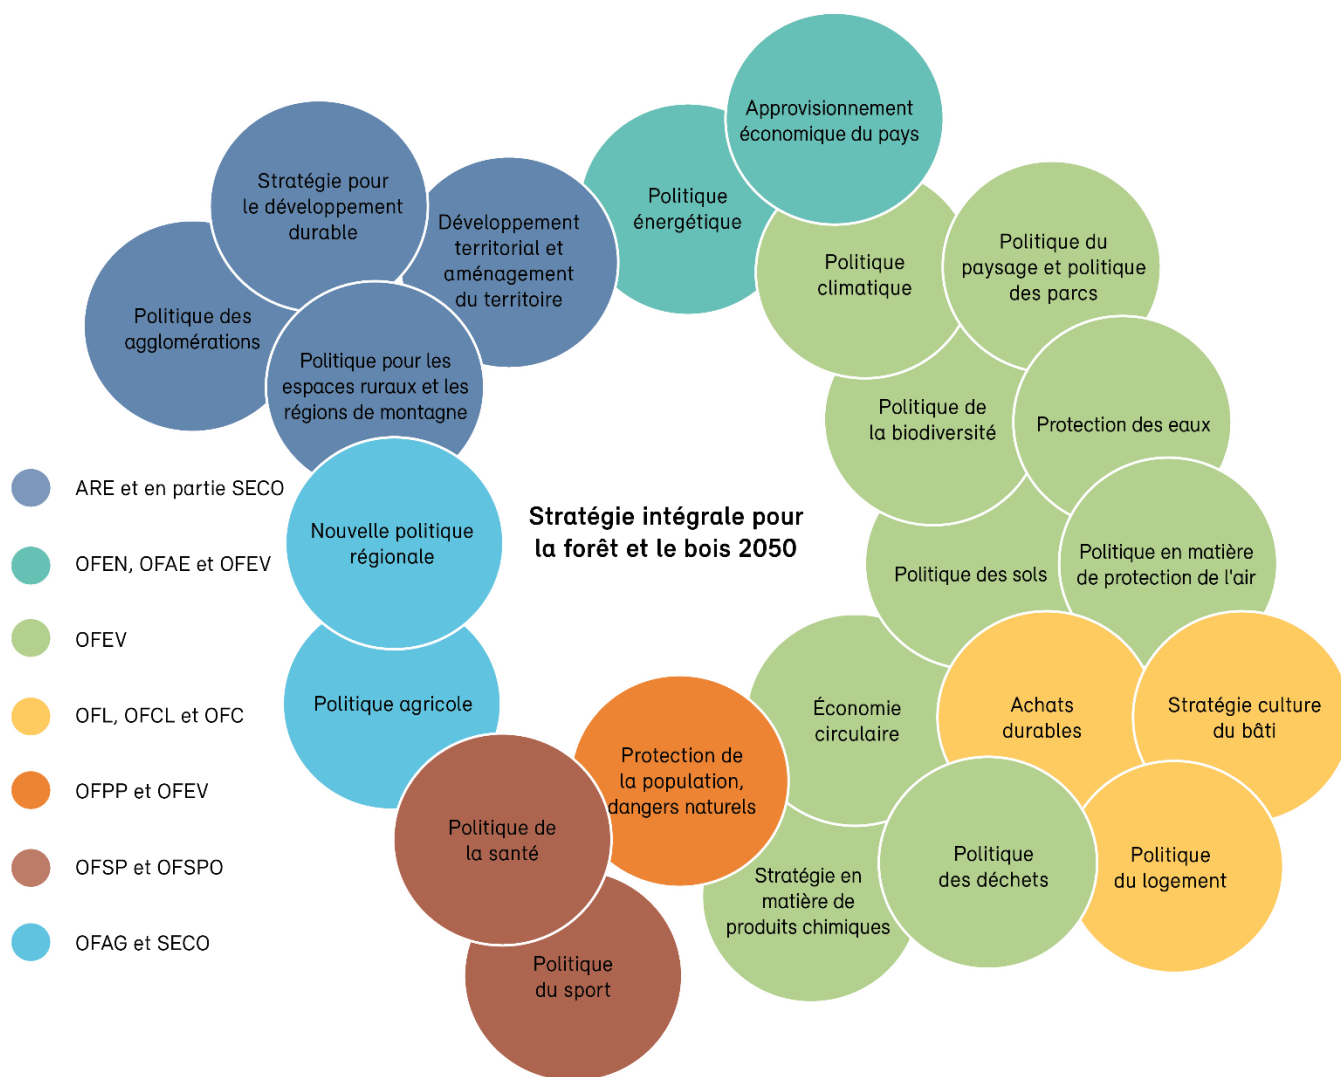 Approvisionnement
économique du pays
Stratégie pour
le développement
durable
Politique
énergétique
Développement
territorial et
aménagement
du territoire
Politique
climatique
Politique du
paysage et politique
des parcs
Politique des
agglomérations
Politique pour les
espaces ruraux et les
régions de montagne
Politique de
la biodiversité
Protection des eaux
Nouvelle politique
régionale
Stratégie intégrale pour
la forêt et le bois 2050
Politique des sols
Politique en matière
de protection de l'air
Politique agricole
Économie
circulaire
Achats
durables
Stratégie culture
du bâti
Protection de
la population,
dangers naturels
Politique de
la santé
Stratégie en
matière de
produits chimiques
Politique
des déchets
Politique
du logement
Politique
du sport
ARE et en partie SECO
OFEN, OFAE et OFEV
OFEV
OFL, OFCL et OFC
OFPP et OFEV
OFSP et OFSPO
OFAG et SECO